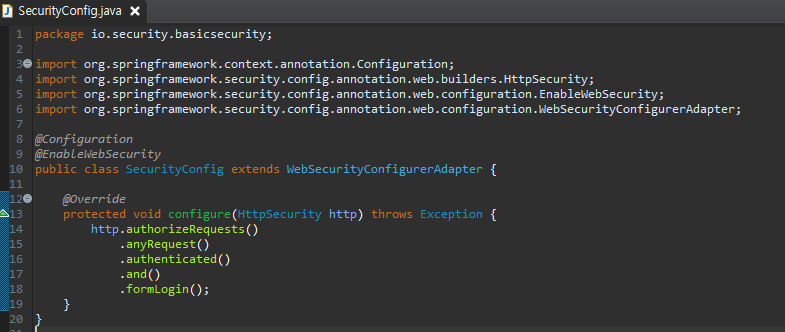 SecurityConfig.java
1 package io.security.basicsecurity;
2
3 import org.springframework.context.annotation.Configuration;
4 import org.springframework.security.config.annotation.web.builders.HttpSecurity;
5 import org.springframework.security.config.annotation.web.configuration.EnableWebSecurity;
6 import org.springframework.security.config.annotation.web.configuration.WebSecurityConfigurerAdapter;
7
8 @Configuration
9 @EnableWebSecurity
10 public class SecurityConfig extends WebSecurityConfigurerAdapter {
11
12 @Override
13 protected void configure(HttpSecurity http) throws Exception {
14 http.authorizeRequests()
15 .anyRequest()
16 .authenticated()
17 .and()
18 .formLogin();
19 }
20 }